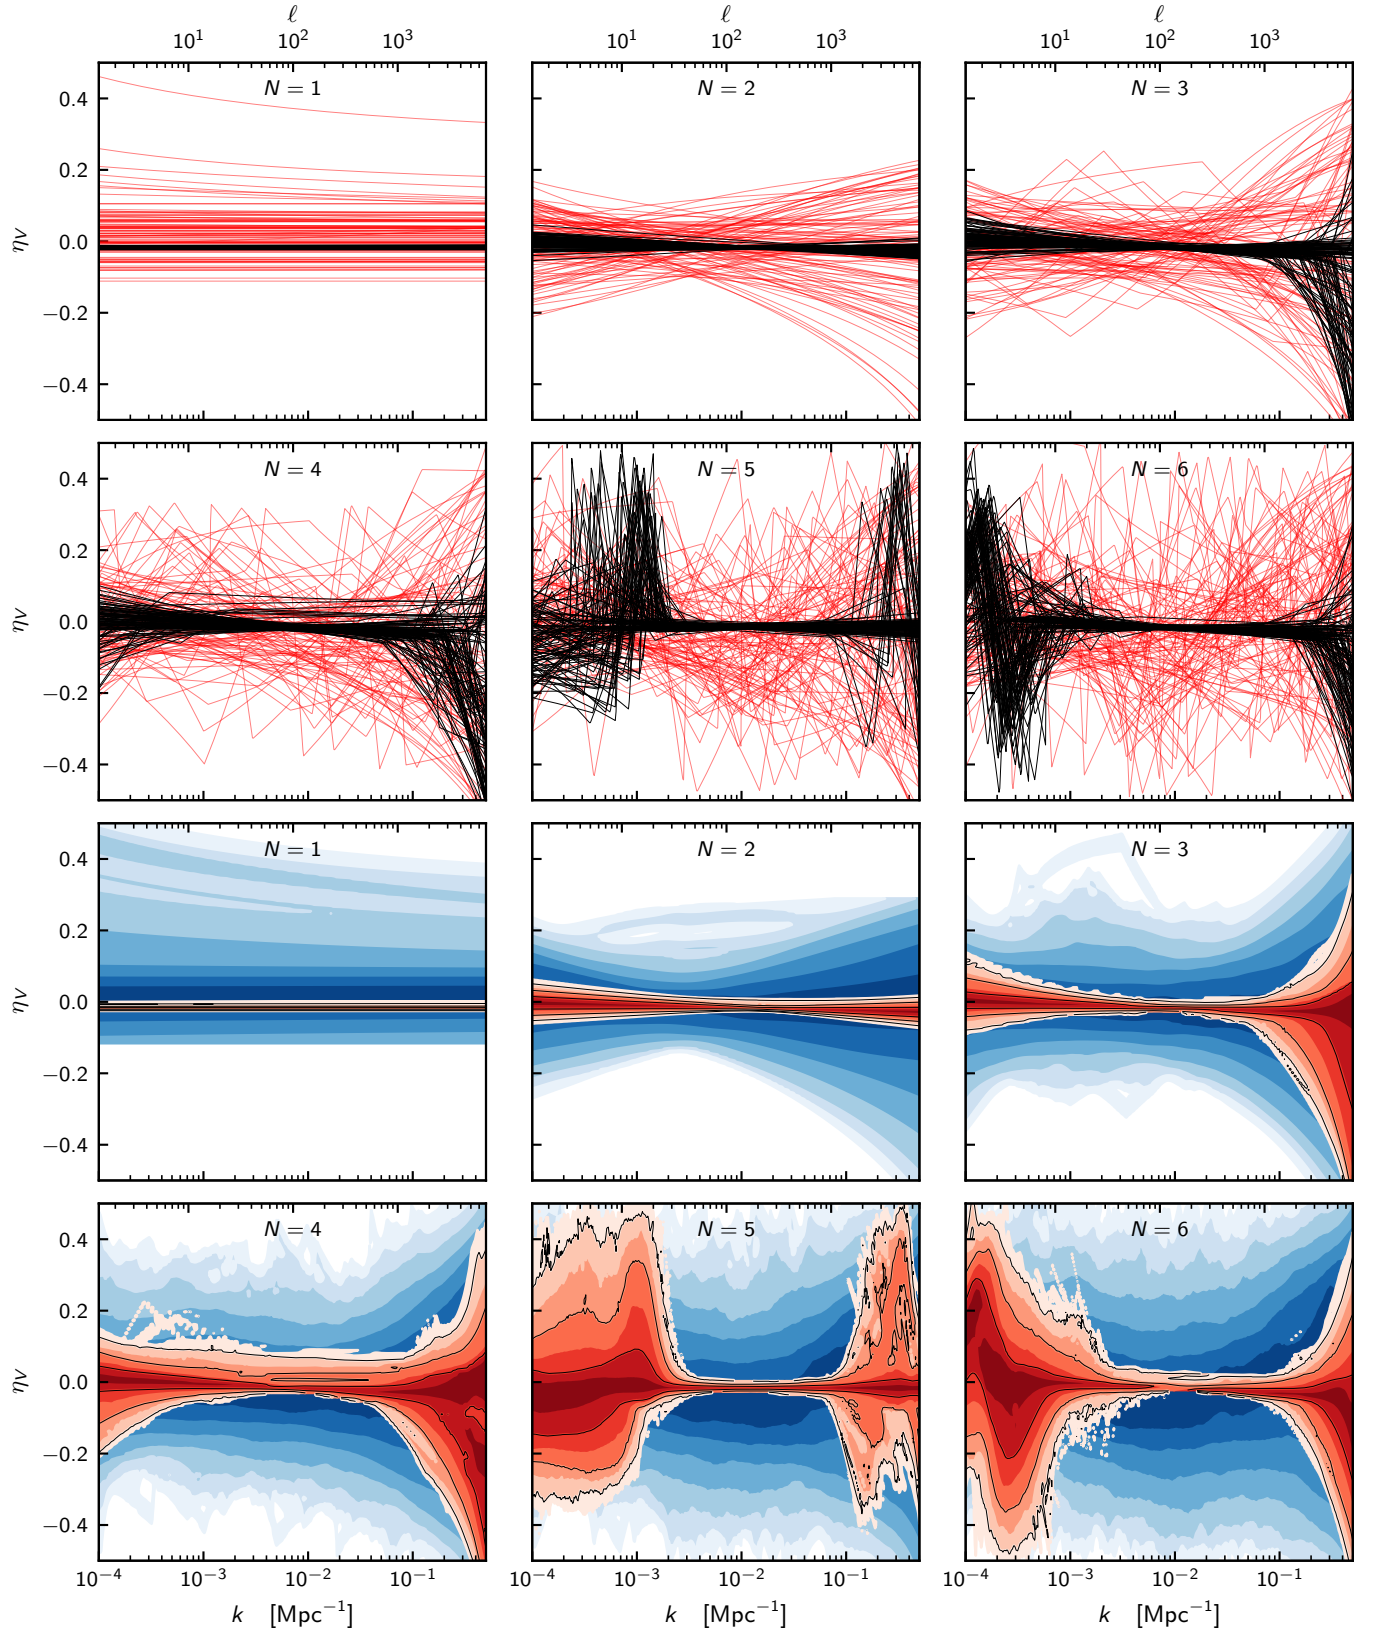 ℓ ℓ ℓ
10¹ 10² 10³ 10¹ 10² 10³ 10¹ 10² 10³
N = 1 N = 2 N = 3
0.4
0.2
0.0
−0.2
−0.4
ηV
N = 4 N = 5 N = 6
0.4
0.2
0.0
−0.2
−0.4
ηV
N = 1 N = 2 N = 3
0.4
0.2
0.0
−0.2
−0.4
ηV
N = 4 N = 5 N = 6
0.4
0.2
0.0
−0.2
−0.4
ηV
10⁻⁴ 10⁻³ 10⁻² 10⁻¹ 10⁻⁴ 10⁻³ 10⁻² 10⁻¹ 10⁻⁴ 10⁻³ 10⁻² 10⁻¹
k [Mpc⁻¹] k [Mpc⁻¹] k [Mpc⁻¹]